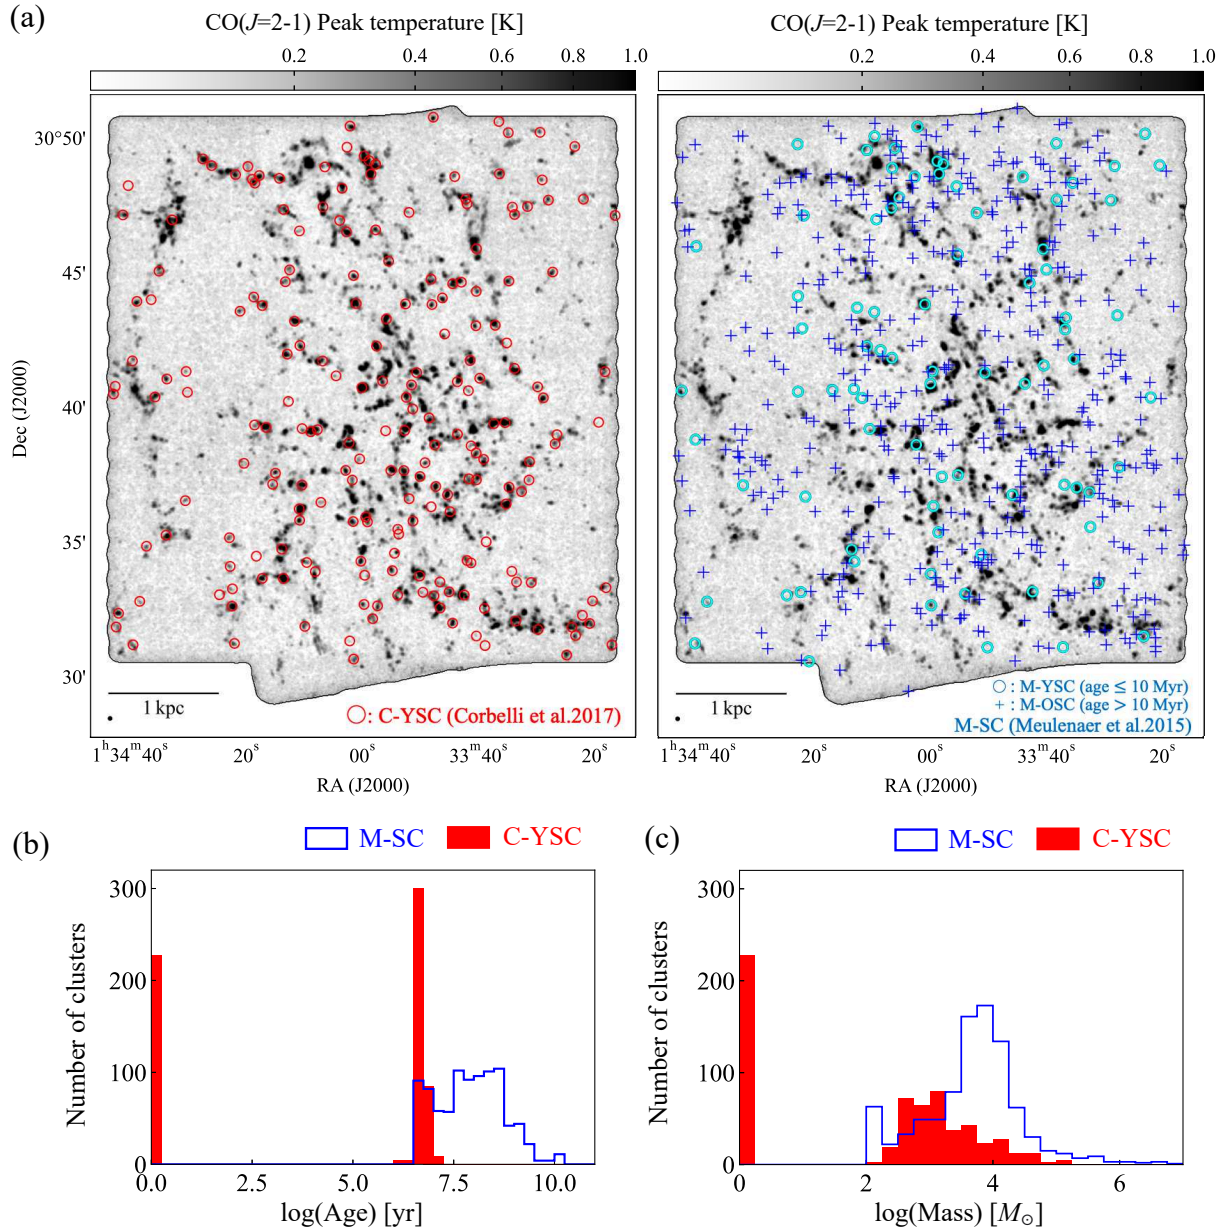 (a)
CO(J=2-1) Peak temperature [K]
CO(J=2-1) Peak temperature [K]
0.2 0.4 0.6 0.8 1.0
0.2 0.4 0.6 0.8 1.0
30°50'
45'
40'
35'
30'
Dec (J2000)
1 kpc
◯: C-YSC (Corbelli et al.2017)
1 kpc
○ : M-YSC (age ≤ 10 Myr)
+ : M-OSC (age > 10 Myr)
M-SC (Meulenaer et al.2015)
1ʰ34ᵐ40ˢ 20ˢ 00ˢ 33ᵐ40ˢ 20ˢ
RA (J2000)
1ʰ34ᵐ40ˢ 20ˢ 00ˢ 33ᵐ40ˢ 20ˢ
RA (J2000)
(b)
M-SC C-YSC
300
200
100
0
Number of clusters
0.0 2.5 5.0 7.5 10.0
log(Age) [yr]
(c)
M-SC C-YSC
300
200
100
0
Number of clusters
0 2 4 6
log(Mass) [M⊙]